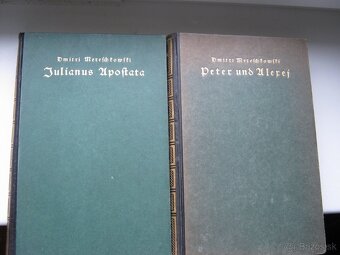 Dmitri Mereschkowski
Julianus Apostata
Dmitri Mereschkowski
Peter und Alexej